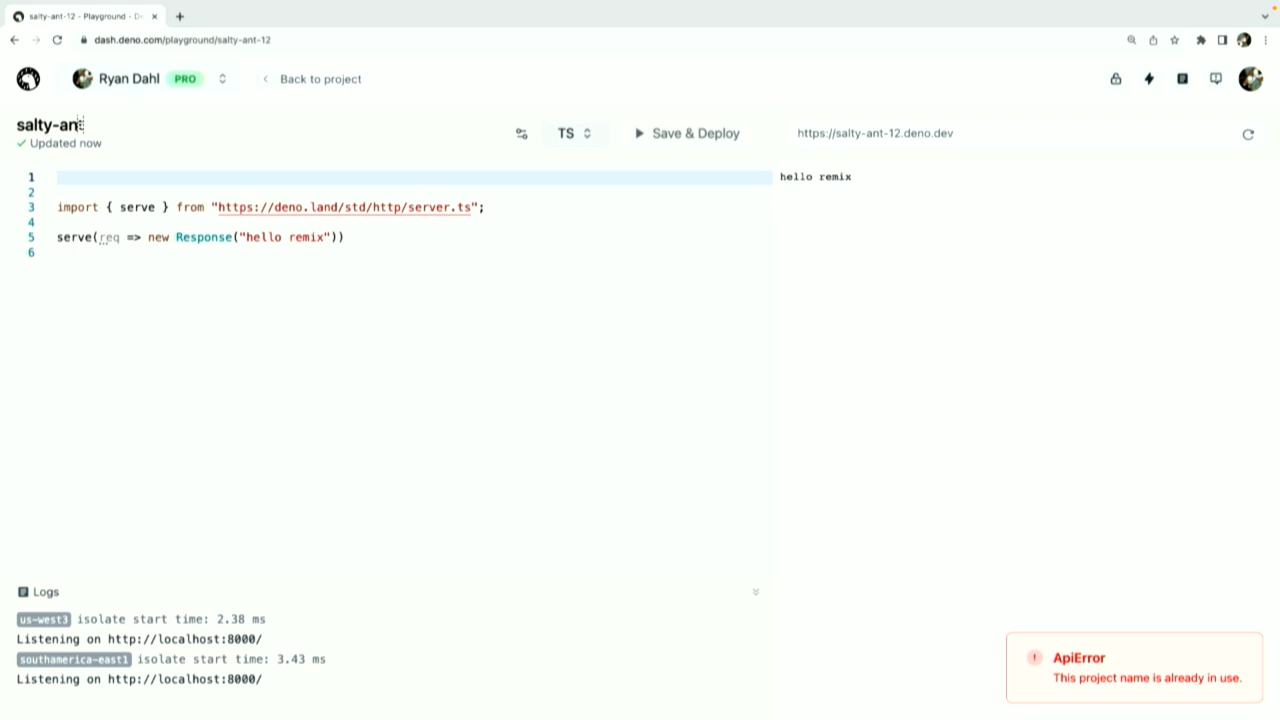 salty-ant-12 - Playground - D
dash.deno.com/playground/salty-ant-12
Ryan Dahl PRO Back to project
salty-ant
Updated now
TS Save & Deploy https://salty-ant-12.deno.dev
1
2
3 import { serve } from "https://deno.land/std/http/server.ts";
4
5 serve(req => new Response("hello remix"))
6
hello remix
Logs
us-west3 isolate start time: 2.38 ms
Listening on http://localhost:8000/
southamerica-east1 isolate start time: 3.43 ms
Listening on http://localhost:8000/
ApiError
This project name is already in use.